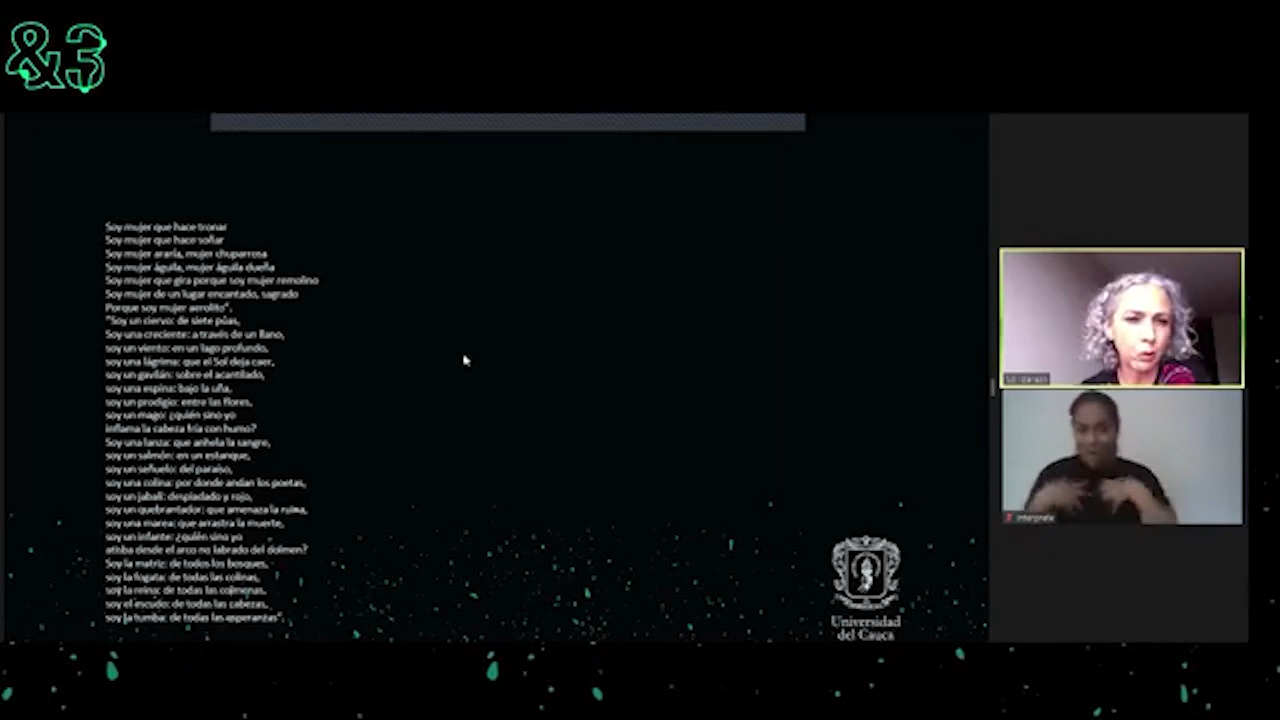 &3
Soy mujer que hace tronar
Soy mujer que hace soñar
Soy mujer araña, mujer chuparrosa
Soy mujer águila, mujer águila dueña
Soy mujer que gira porque soy mujer remolino
Soy mujer de un lugar encantado, sagrado
Porque soy mujer aerolito".
"Soy un ciervo: de siete púas,
Soy una creciente: a través de un llano,
soy un viento: en un lago profundo,
soy una lágrima: que el Sol deja caer,
soy un gavilán: sobre el acantilado,
soy una espina: bajo la uña,
soy un prodigio: entre las flores,
soy un mago: ¿quién sino yo
inflama la cabeza fría con humo?
Soy una lanza: que anhela la sangre,
soy un salmón: en un estanque,
soy un señuelo: del paraíso,
soy una colina: por donde andan los poetas,
soy un jabalí: despiadado y rojo,
soy un quebrantador: que amenaza la ruina,
soy una marea: que arrastra la muerte,
soy un infante: ¿quién sino yo
atisba desde el arco no labrado del dolmen?
Soy la matriz: de todos los bosques,
soy la fogata: de todas las colinas,
soy la reina: de todas las colmenas,
soy el escudo: de todas las cabezas,
soy la tumba: de todas las esperanzas".
Universidad
del Cauca
Interprete